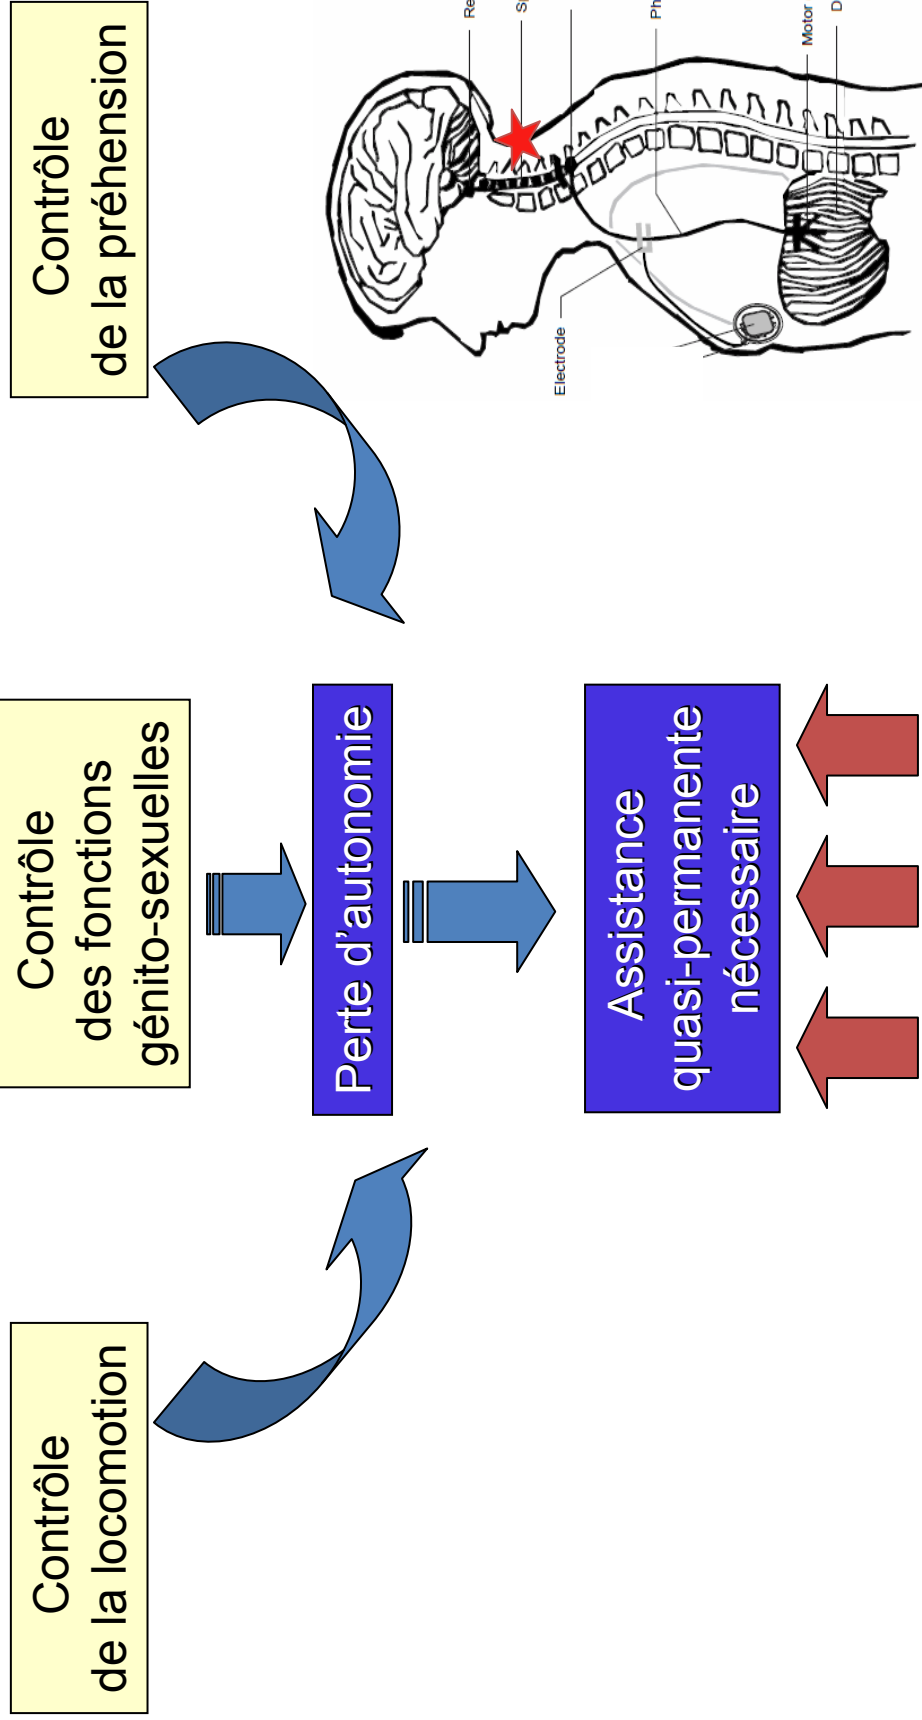 Contrôle
de la locomotion
Contrôle
des fonctions
génito-sexuelles
Contrôle
de la préhension
Perte d'autonomie
Assistance
quasi-permanente
nécessaire
Electrode
Motor